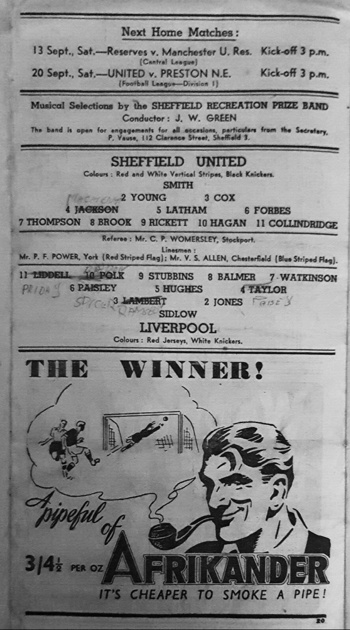 Next Home Matches :
13 Sept., Sat.—Reserves v. Manchester U. Res. Kick-off 3 p.m.
(Central League)
20 Sept., Sat.—UNITED v. PRESTON N.E. Kick-off 3 p.m.
(Football League—Division 1)
Musical Selections by the SHEFFIELD RECREATION PRIZE BAND
Conductor : J. W. GREEN
The band is open for engagements for all occasions, particulars from the Secretary,
P. Vause, 112 Clarence Street, Sheffield 2.
SHEFFIELD UNITED
Colours : Red and White Vertical Stripes, Black Knickers.
SMITH
2 YOUNG 3 COX
4 JACKSON 5 LATHAM 6 FORBES
7 THOMPSON 8 BROOK 9 RICKETT 10 HAGAN 11 COLLINDRIDGE
Referee : Mr. C. P. WOMERSLEY, Stockport.
Linesmen :
Mr. P. F. POWER, York (Red Striped Flag); Mr. V. S. ALLEN, Chesterfield (Blue Striped Flag).
11 LIDDELL 10 POLK 9 STUBBINS 8 BALMER 7 WATKINSON
PRIDAY 6 PAISLEY 5 HUGHES 4 TAYLOR
3 LAMBERT 2 JONES
SIDLOW
LIVERPOOL
Colours : Red Jerseys, White Knickers.
THE WINNER!
A pipeful
of
AFRIKANDER
3/4½ PER OZ
IT'S CHEAPER TO SMOKE A PIPE!
20